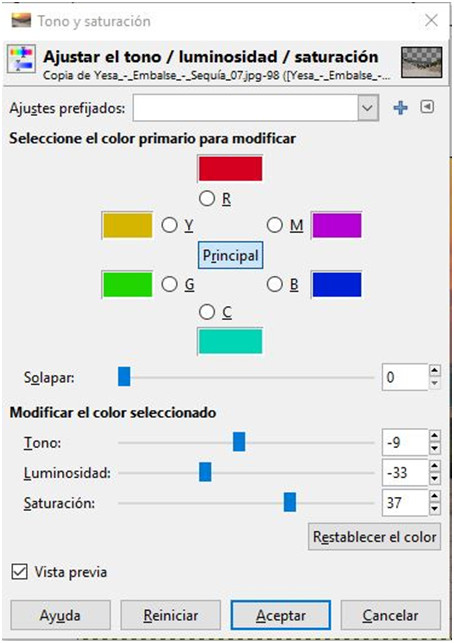 Tono y saturación
Ajustar el tono / luminosidad / saturación
Copia de Yesa_-_Embalse_-_Sequía_07.jpg-98 ([Yesa_-_Embalse_-_...
Ajustes prefijados:
Seleccione el color primario para modificar
R
Y
M
Principal
G
B
C
Solapar:
0
Modificar el color seleccionado
Tono:
-9
Luminosidad:
-33
Saturación:
37
Restablecer el color
Vista previa
Ayuda
Reiniciar
Aceptar
Cancelar